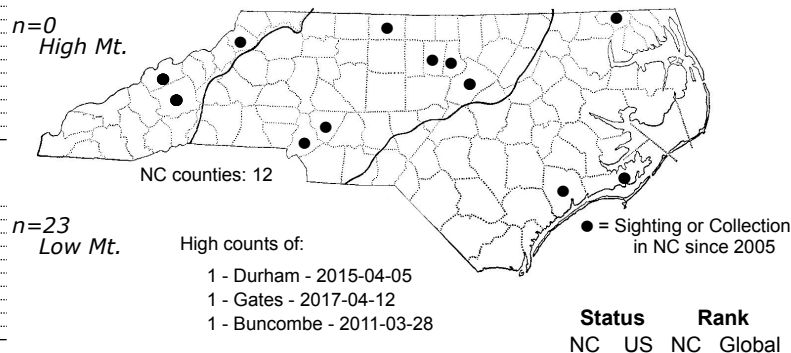 n=0
High Mt.
NC counties: 12
n=23
Low Mt.
High counts of:
1 - Durham - 2015-04-05
1 - Gates - 2017-04-12
1 - Buncombe - 2011-03-28
● = Sighting or Collection
in NC since 2005
Status Rank
NC US NC Global